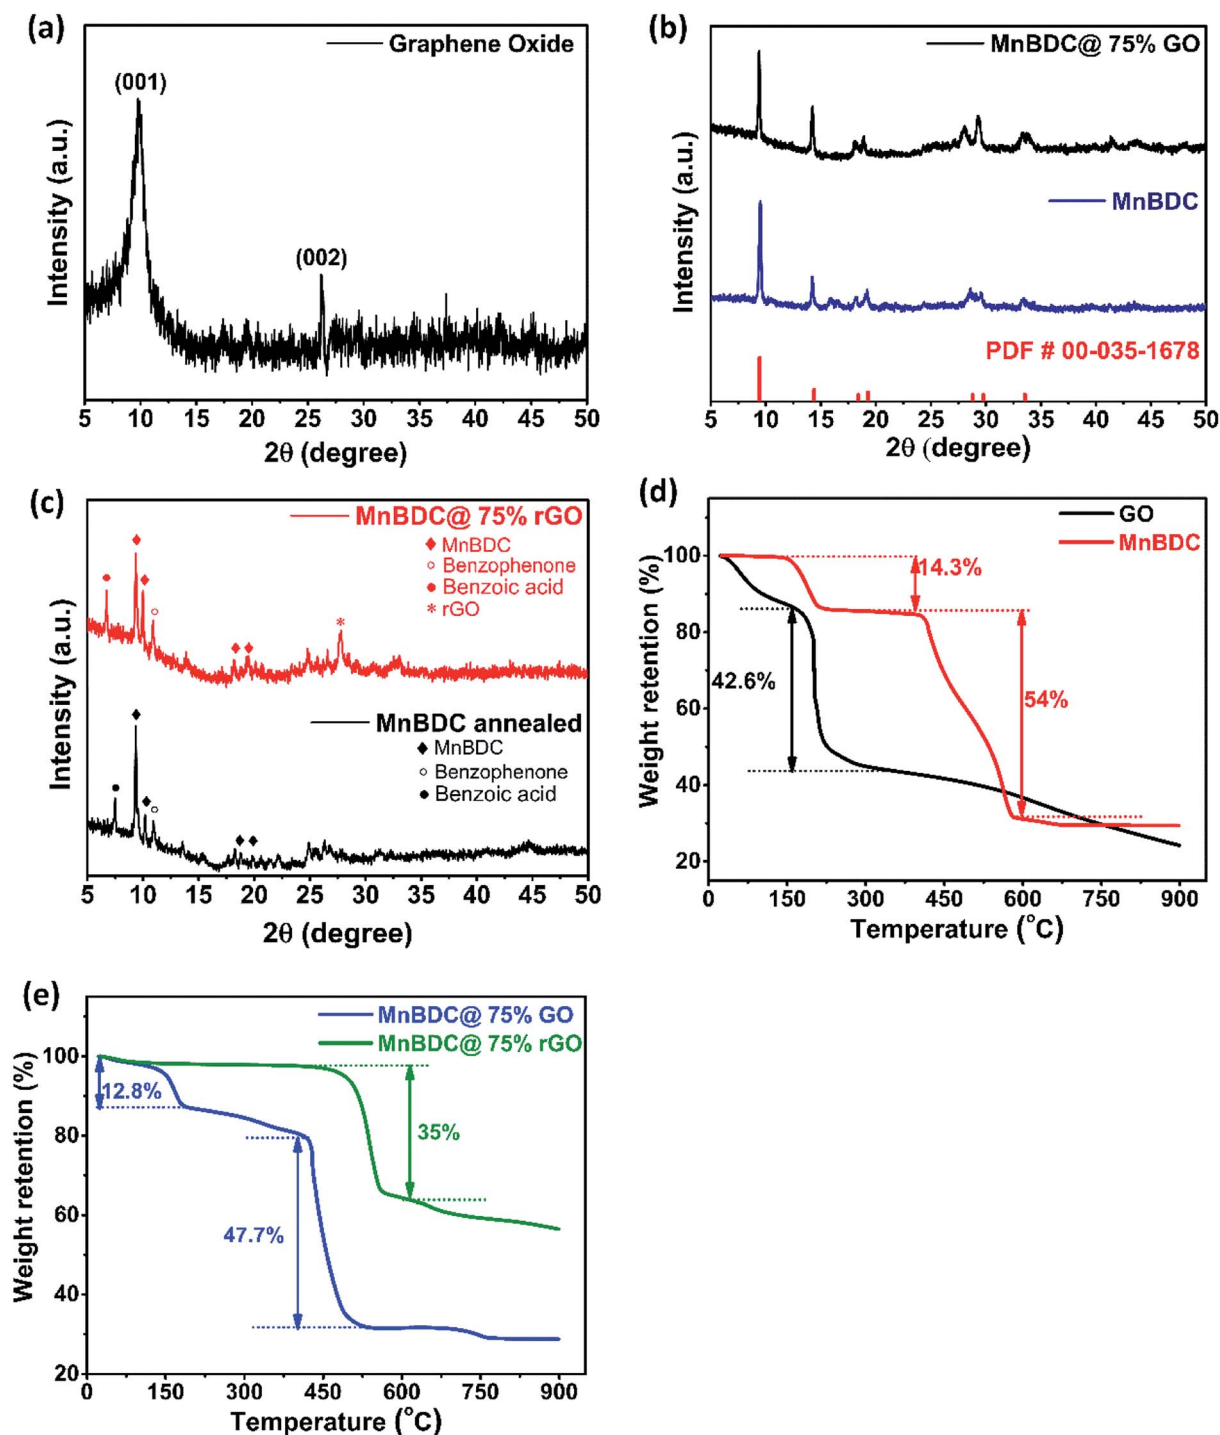 (a)
Graphene Oxide
(001)
(002)
Intensity (a.u.)
5 10 15 20 25 30 35 40 45 50
2θ (degree)
(b)
MnBDC@ 75% GO
MnBDC
PDF # 00-035-1678
Intensity (a.u.)
5 10 15 20 25 30 35 40 45 50
2θ (degree)
(c)
MnBDC@ 75% rGO
♦ MnBDC
○ Benzophenone
● Benzoic acid
* rGO
MnBDC annealed
♦ MnBDC
○ Benzophenone
● Benzoic acid
Intensity (a.u.)
5 10 15 20 25 30 35 40 45 50
2θ (degree)
(d)
GO
MnBDC
100
80
60
40
20
14.3%
42.6%
54%
Weight retention (%)
0 150 300 450 600 750 900
Temperature (°C)
(e)
MnBDC@ 75% GO
MnBDC@ 75% rGO
100
80
60
40
20
12.8%
35%
47.7%
Weight retention (%)
0 150 300 450 600 750 900
Temperature (°C)